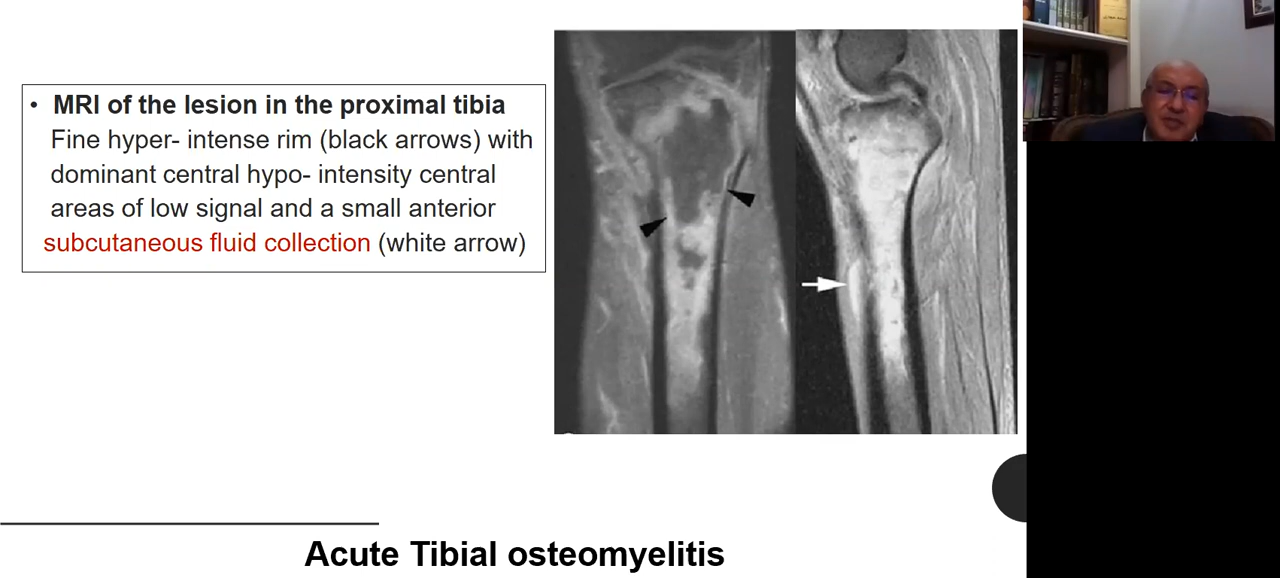 • MRI of the lesion in the proximal tibia
Fine hyper- intense rim (black arrows) with
dominant central hypo- intensity central
areas of low signal and a small anterior
subcutaneous fluid collection (white arrow)
Acute Tibial osteomyelitis